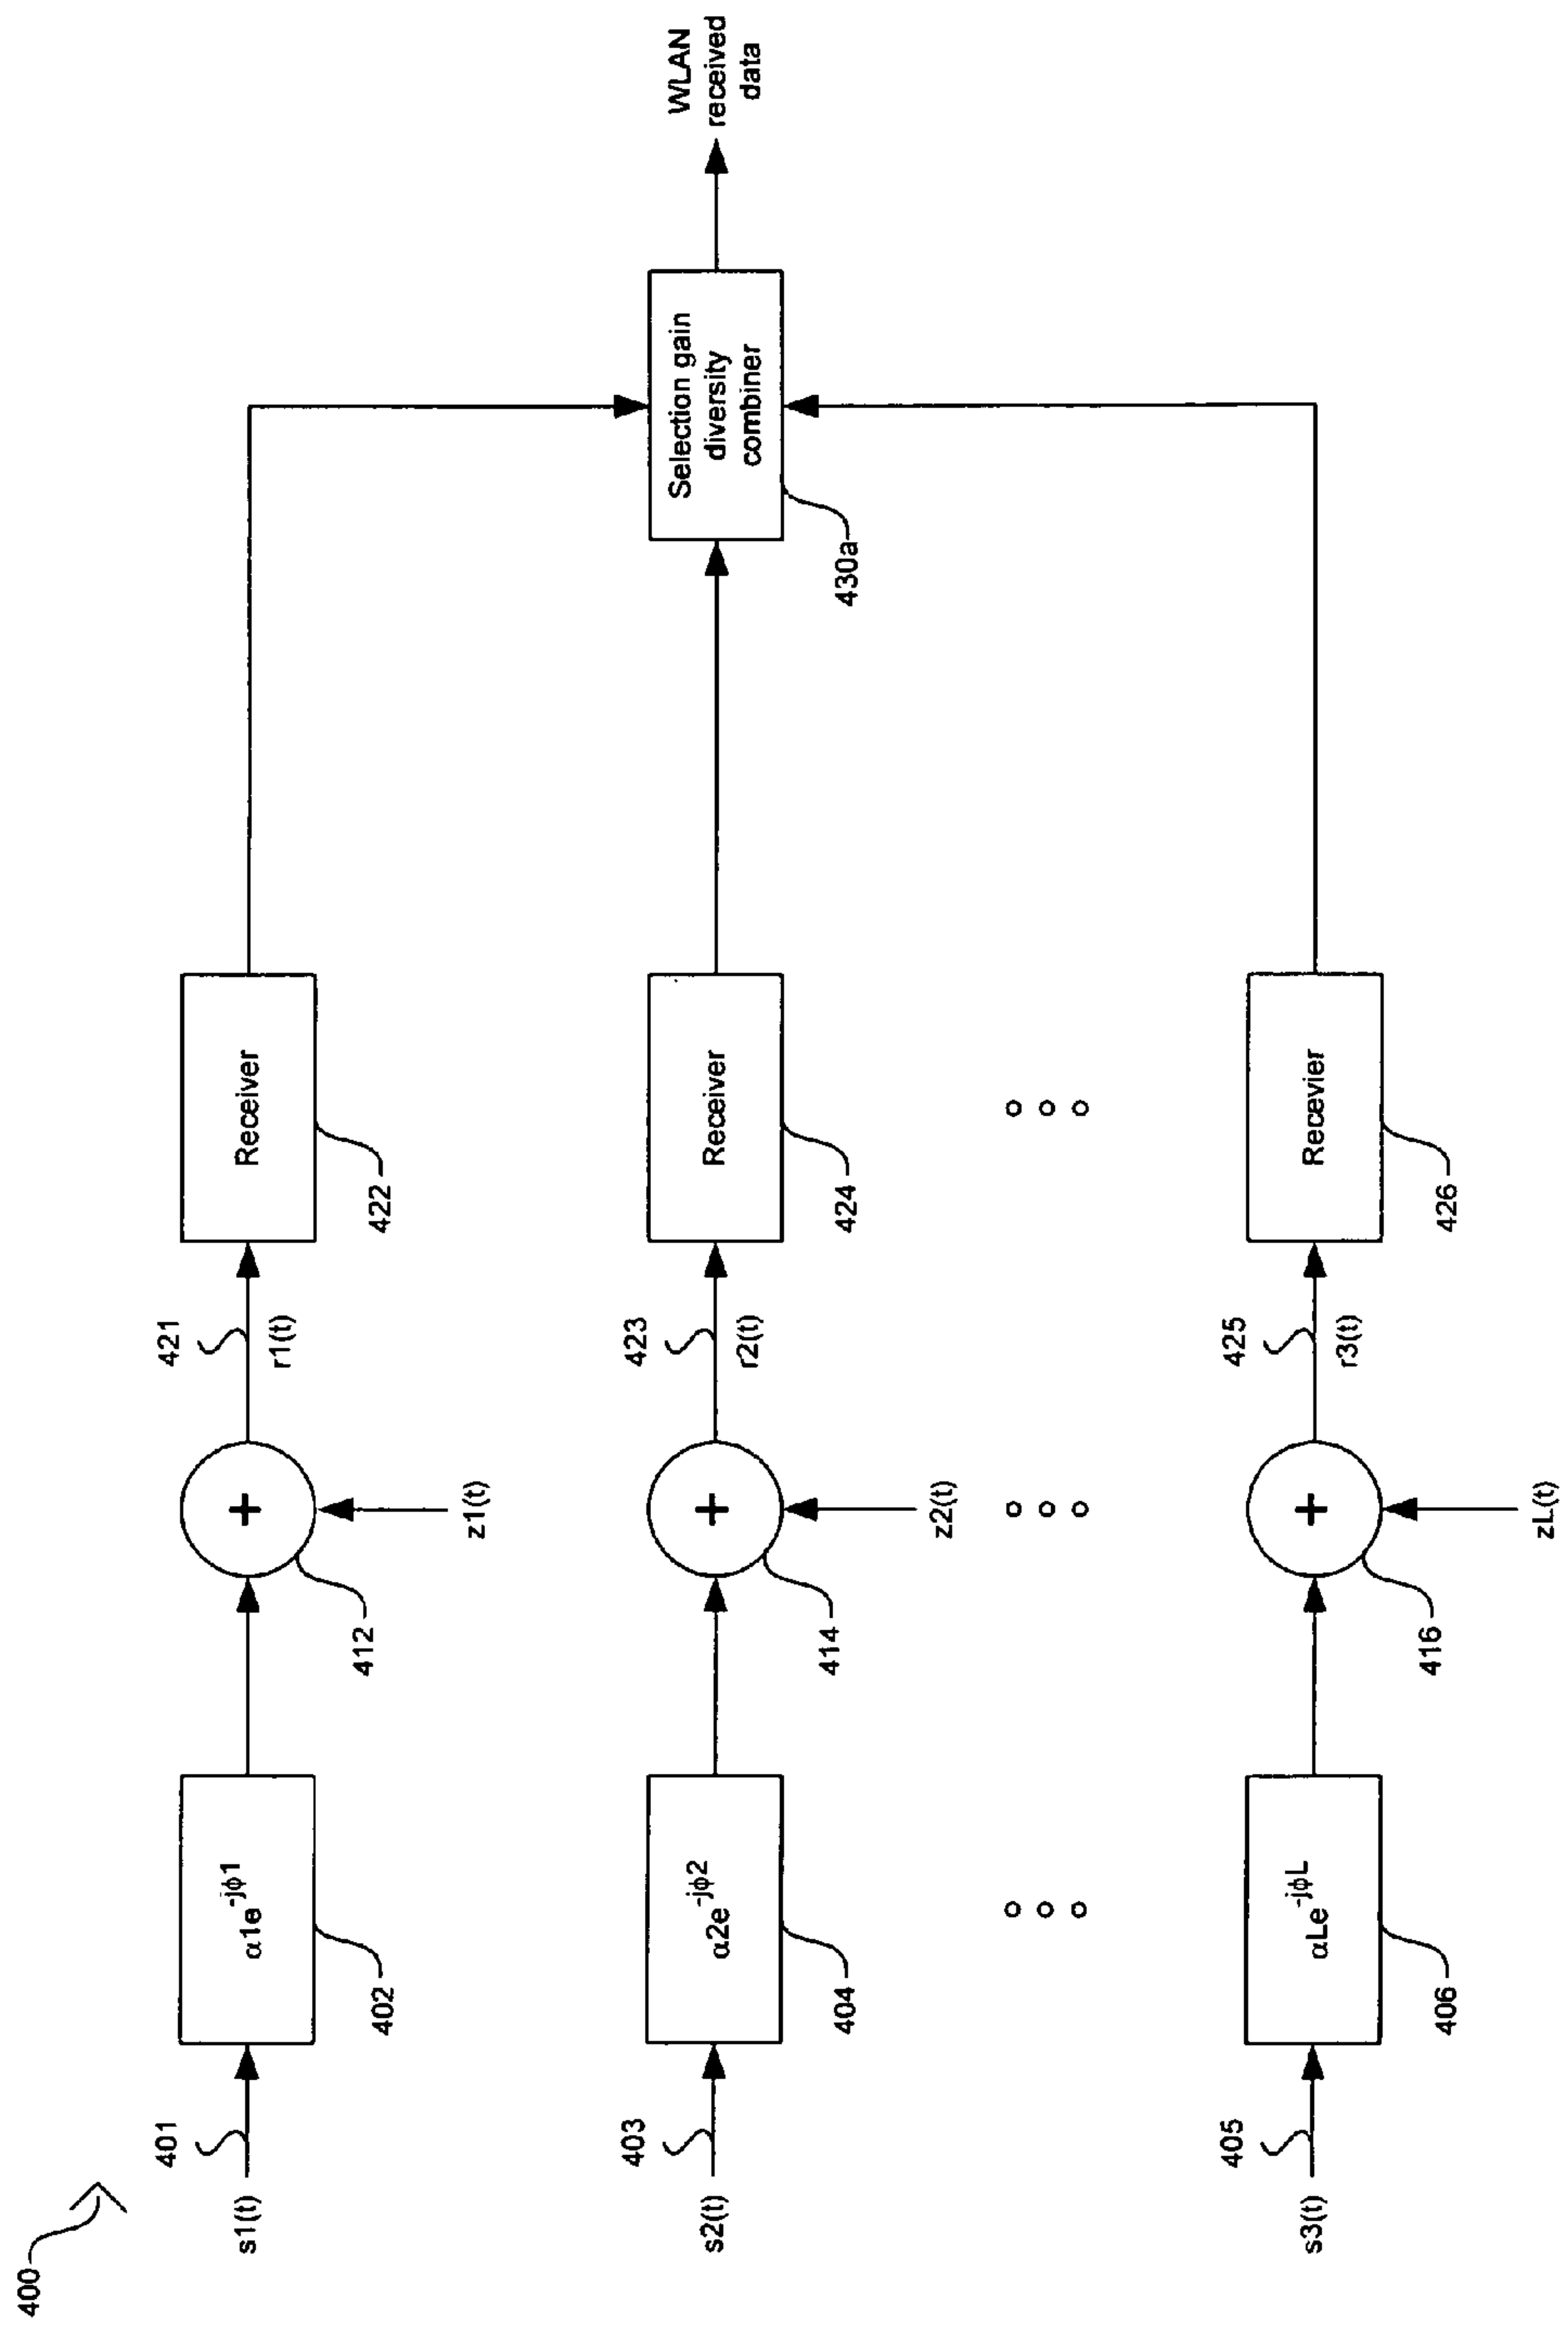 400
401
s1(t)
α1e^-jϕ1
402
412
z1(t)
421
r1(t)
Receiver
422
403
s2(t)
α2e^-jϕ2
404
414
z2(t)
423
r2(t)
Receiver
424
405
s3(t)
αLe^-jϕL
406
416
zL(t)
425
r3(t)
Recevier
426
+
+
+
Selection gain
diversity
combiner
430a
WLAN
received
data